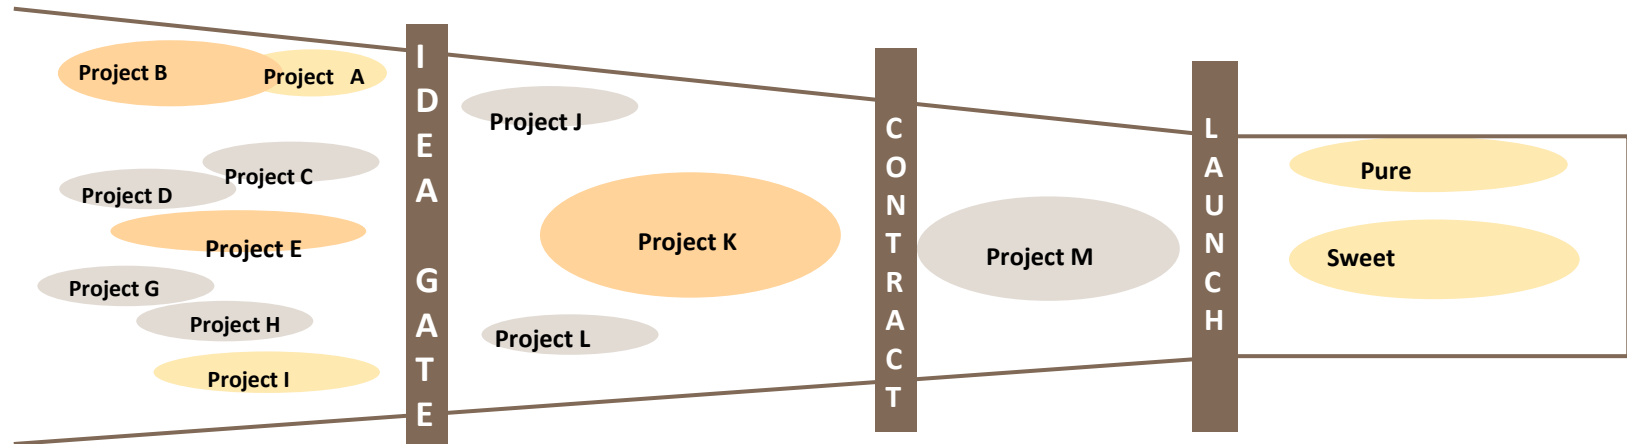 Project B
Project A
Project C
Project D
Project E
Project G
Project H
Project I
IDEA GATE
Project J
Project K
Project L
CONTRACT
Project M
LAUNCH
Pure
Sweet